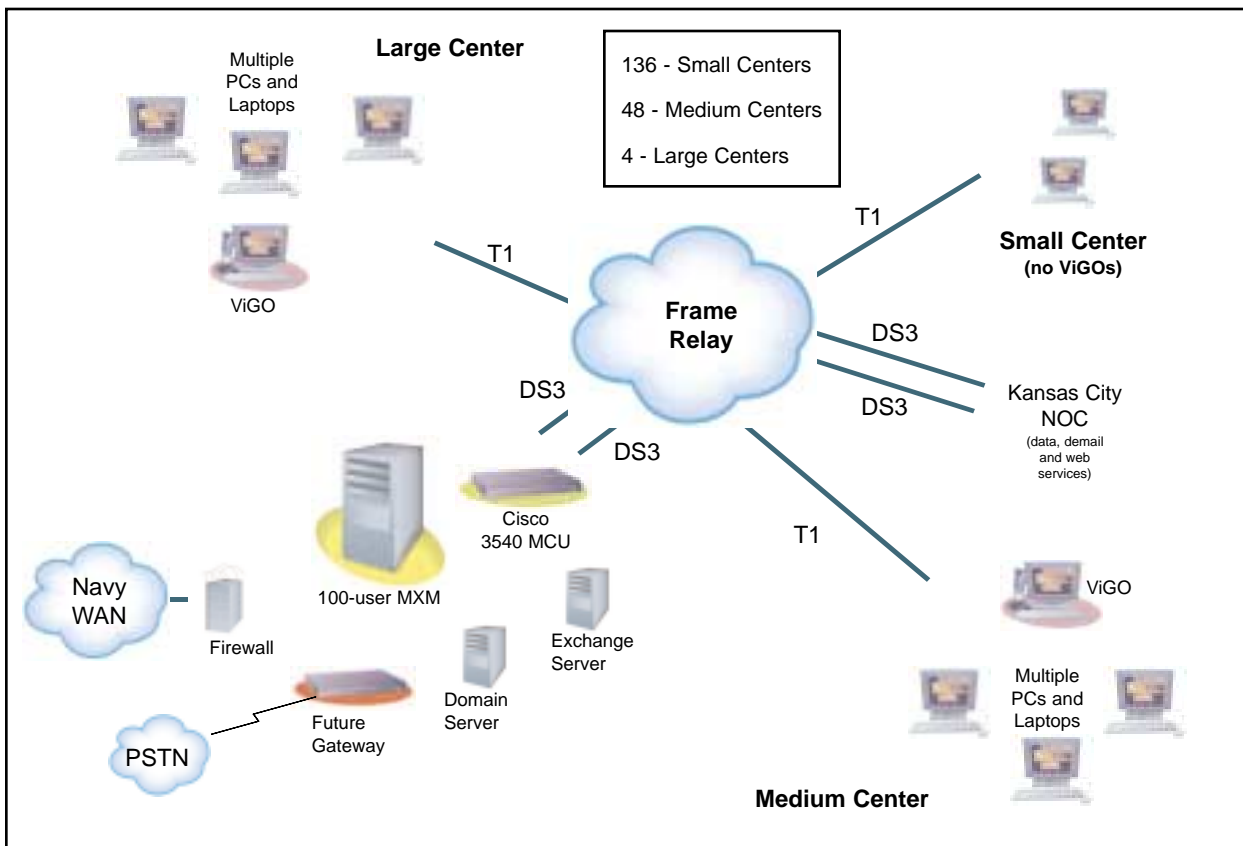 Large Center
Multiple
PCs and
Laptops
ViGO
T1
136 - Small Centers
48 - Medium Centers
4 - Large Centers
T1
Small Center
(no ViGOs)
Frame
Relay
DS3
DS3
Kansas City
NOC
(data, demail
and web
services)
DS3
DS3
Cisco
3540 MCU
100-user MXM
Navy
WAN
Firewall
Exchange
Server
Domain
Server
Future
Gateway
PSTN
T1
ViGO
Multiple
PCs and
Laptops
Medium Center